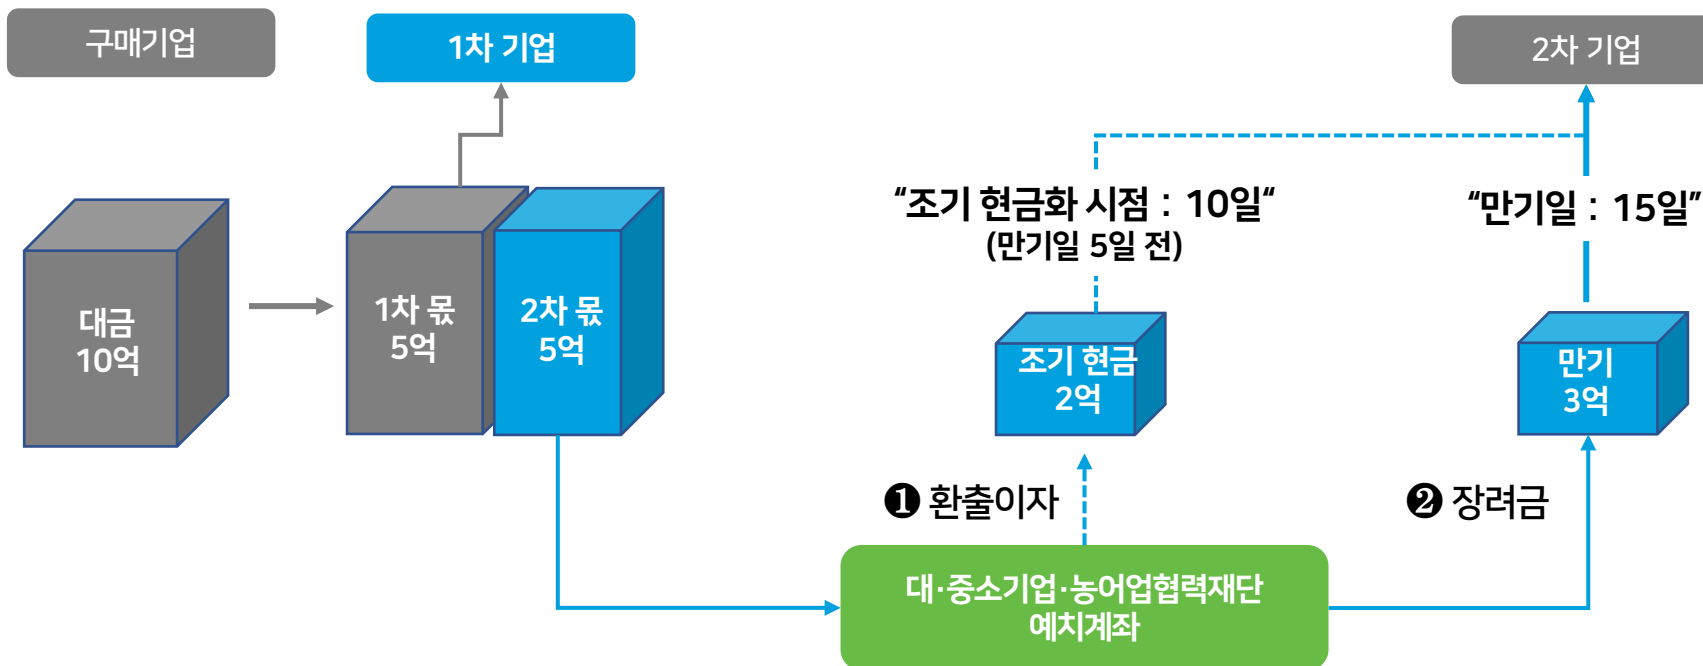 구매기업
1차 기업
2차 기업
“조기 현금화 시점 : 10일“
(만기일 5일 전)
“만기일 : 15일”
대금
10억
1차 몫
5억
2차 몫
5억
조기 현금
2억
만기
3억
❶ 환출이자
❷ 장려금
대·중소기업·농어업협력재단
예치계좌